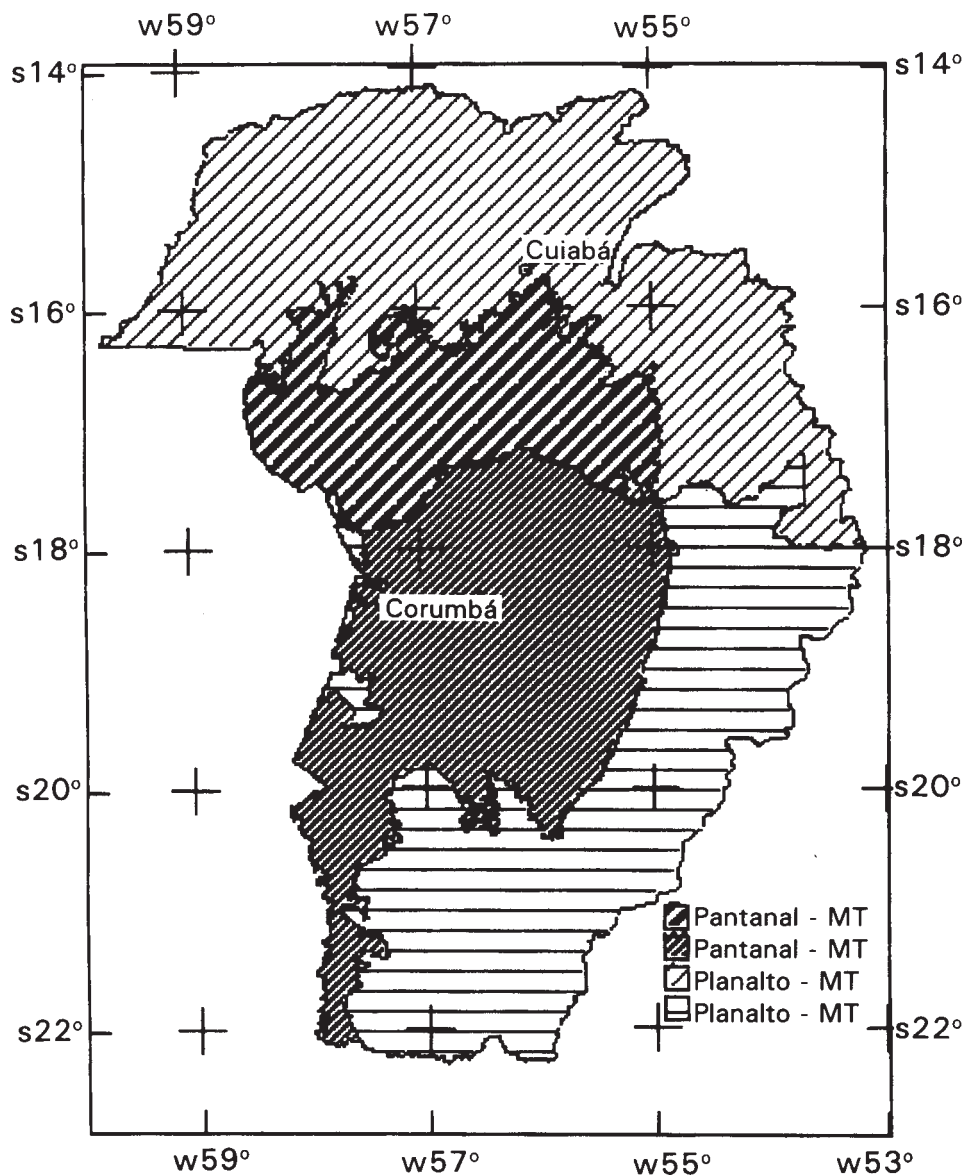 w59° w57° w55°
s14° s14°
Cuiabá
s16° s16°
s18° s18°
Corumbá
s20° s20°
Pantanal - MT
Pantanal - MT
Planalto - MT
Planalto - MT
s22° s22°
w59° w57° w55° w53°